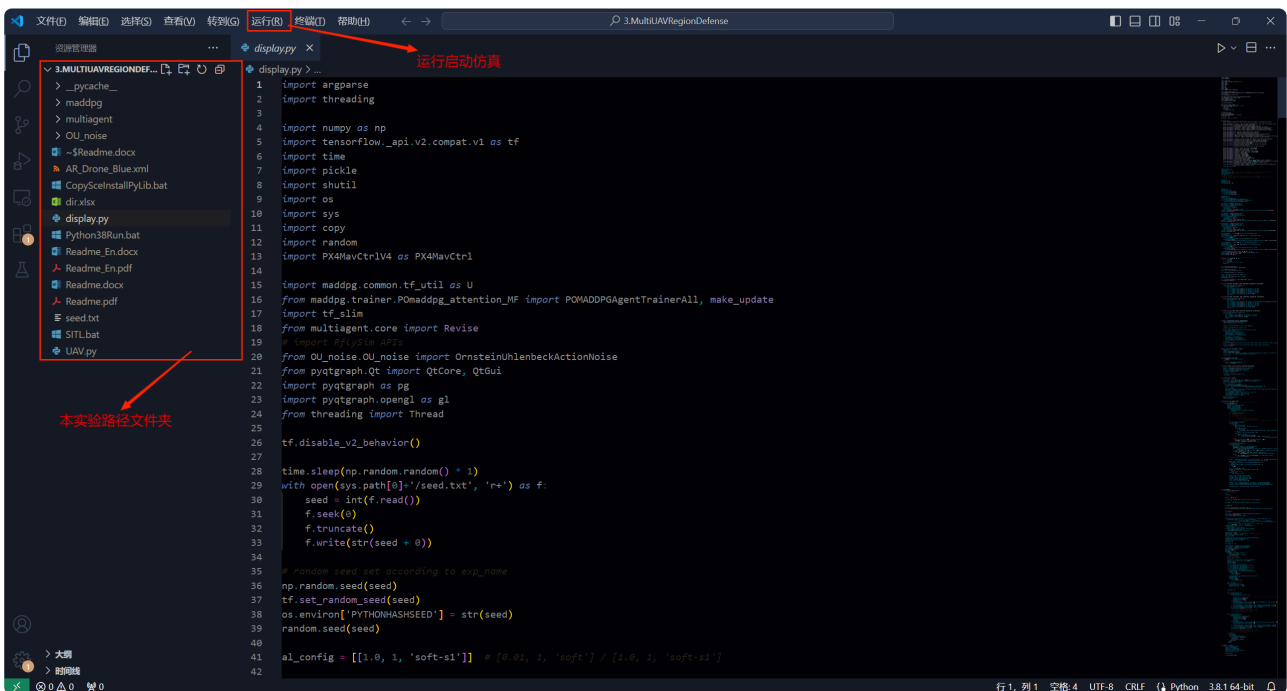 文件(F) 编辑(E) 选择(S) 查看(V) 转到(G) 运行(R) 终端(T) 帮助(H) 3.MultiUAVRegionDefense
资源管理器
display.py
运行启动仿真
3.MULTIUAVREGIONDEF...
display.py > ...
__pycache__
maddpg
multiagent
OU_noise
~$Readme.docx
AR_Drone_Blue.xml
CopySceInstallPyLib.bat
dir.xlsx
display.py
Python38Run.bat
Readme_En.docx
Readme_En.pdf
Readme.docx
Readme.pdf
seed.txt
SITL.bat
UAV.py
本实验路径文件夹
1 import argparse
2 import threading
3
4 import numpy as np
5 import tensorflow._api.v2.compat.v1 as tf
6 import time
7 import pickle
8 import shutil
9 import os
10 import sys
11 import copy
12 import random
13 import PX4MavCtrlV4 as PX4MavCtrl
14
15 import maddpg.common.tf_util as U
16 from maddpg.trainer.POmaddpg_attention_MF import POMADDPGAgentTrainerAll, make_update
17 import tf_slim
18 from multiagent.core import Revise
19 # import RflySim APIs
20 from OU_noise.OU_noise import OrnsteinUhlenbeckActionNoise
21 from pyqtgraph.Qt import QtCore, QtGui
22 import pyqtgraph as pg
23 import pyqtgraph.opengl as gl
24 from threading import Thread
25
26 tf.disable_v2_behavior()
27
28 time.sleep(np.random.random() * 1)
29 with open(sys.path[0]+'/seed.txt', 'r+') as f:
30 seed = int(f.read())
31 f.seek(0)
32 f.truncate()
33 f.write(str(seed + 0))
34
35 # random seed set according to exp_name
36 np.random.seed(seed)
37 tf.set_random_seed(seed)
38 os.environ['PYTHONHASHSEED'] = str(seed)
39 random.seed(seed)
40
41 al_config = [[1.0, 1, 'soft-s1']] # [0.01, 1, 'soft'] / [1.0, 1, 'soft-s1']
42
大纲
时间线
0 0 0 行 1，列 1 空格: 4 UTF-8 CRLF Python 3.8.1 64-bit